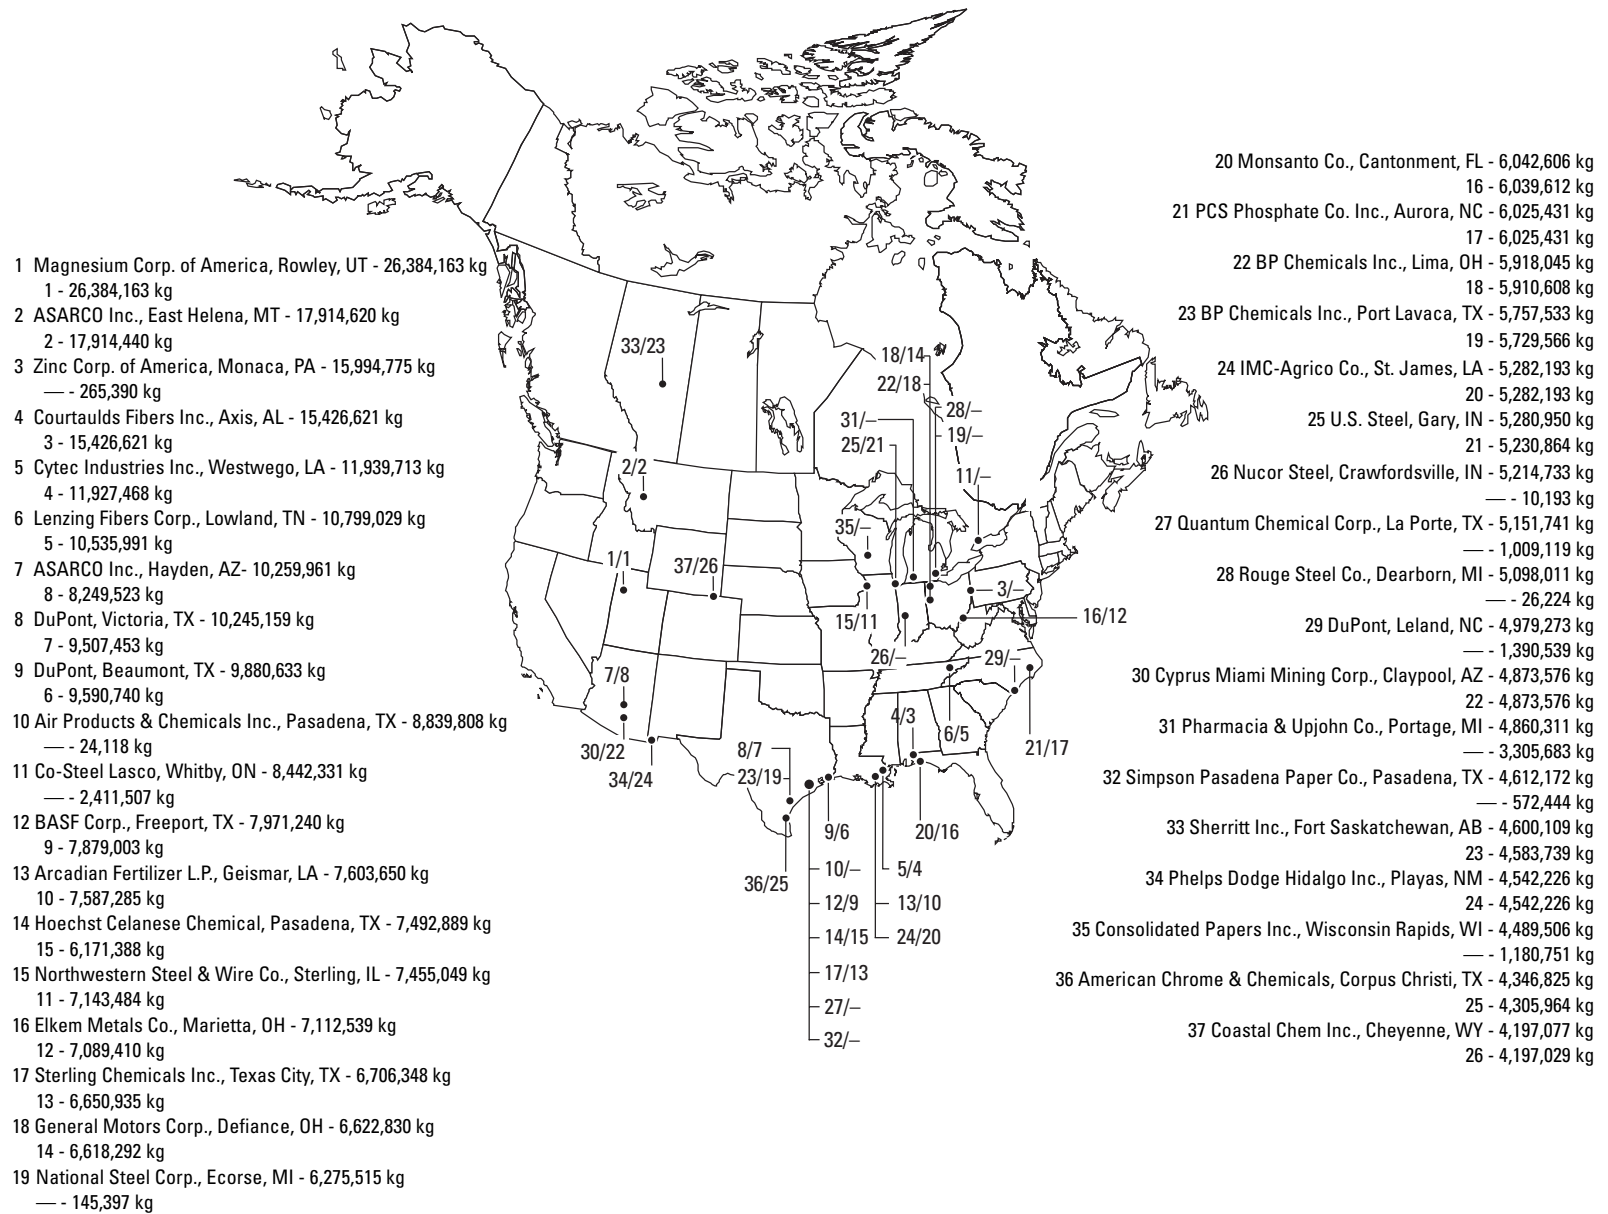 1 Magnesium Corp. of America, Rowley, UT - 26,384,163 kg
1 - 26,384,163 kg
2 ASARCO Inc., East Helena, MT - 17,914,620 kg
2 - 17,914,440 kg
3 Zinc Corp. of America, Monaca, PA - 15,994,775 kg
— - 265,390 kg
4 Courtaulds Fibers Inc., Axis, AL - 15,426,621 kg
3 - 15,426,621 kg
5 Cytec Industries Inc., Westwego, LA - 11,939,713 kg
4 - 11,927,468 kg
6 Lenzing Fibers Corp., Lowland, TN - 10,799,029 kg
5 - 10,535,991 kg
7 ASARCO Inc., Hayden, AZ- 10,259,961 kg
8 - 8,249,523 kg
8 DuPont, Victoria, TX - 10,245,159 kg
7 - 9,507,453 kg
9 DuPont, Beaumont, TX - 9,880,633 kg
6 - 9,590,740 kg
10 Air Products & Chemicals Inc., Pasadena, TX - 8,839,808 kg
— - 24,118 kg
11 Co-Steel Lasco, Whitby, ON - 8,442,331 kg
— - 2,411,507 kg
12 BASF Corp., Freeport, TX - 7,971,240 kg
9 - 7,879,003 kg
13 Arcadian Fertilizer L.P., Geismar, LA - 7,603,650 kg
10 - 7,587,285 kg
14 Hoechst Celanese Chemical, Pasadena, TX - 7,492,889 kg
15 - 6,171,388 kg
15 Northwestern Steel & Wire Co., Sterling, IL - 7,455,049 kg
11 - 7,143,484 kg
16 Elkem Metals Co., Marietta, OH - 7,112,539 kg
12 - 7,089,410 kg
17 Sterling Chemicals Inc., Texas City, TX - 6,706,348 kg
13 - 6,650,935 kg
18 General Motors Corp., Defiance, OH - 6,622,830 kg
14 - 6,618,292 kg
19 National Steel Corp., Ecorse, MI - 6,275,515 kg
— - 145,397 kg
33/23
18/14
22/18
28/–
31/–
19/–
25/21
2/2
11/–
35/–
1/1
37/26
3/–
15/11
16/12
26/–
29/–
7/8
4/3
6/5
30/22
8/7
21/17
34/24
23/19
9/6
20/16
10/–
5/4
36/25
12/9
13/10
14/15
24/20
17/13
27/–
32/–
20 Monsanto Co., Cantonment, FL - 6,042,606 kg
16 - 6,039,612 kg
21 PCS Phosphate Co. Inc., Aurora, NC - 6,025,431 kg
17 - 6,025,431 kg
22 BP Chemicals Inc., Lima, OH - 5,918,045 kg
18 - 5,910,608 kg
23 BP Chemicals Inc., Port Lavaca, TX - 5,757,533 kg
19 - 5,729,566 kg
24 IMC-Agrico Co., St. James, LA - 5,282,193 kg
20 - 5,282,193 kg
25 U.S. Steel, Gary, IN - 5,280,950 kg
21 - 5,230,864 kg
26 Nucor Steel, Crawfordsville, IN - 5,214,733 kg
— - 10,193 kg
27 Quantum Chemical Corp., La Porte, TX - 5,151,741 kg
— - 1,009,119 kg
28 Rouge Steel Co., Dearborn, MI - 5,098,011 kg
— - 26,224 kg
29 DuPont, Leland, NC - 4,979,273 kg
— - 1,390,539 kg
30 Cyprus Miami Mining Corp., Claypool, AZ - 4,873,576 kg
22 - 4,873,576 kg
31 Pharmacia & Upjohn Co., Portage, MI - 4,860,311 kg
— - 3,305,683 kg
32 Simpson Pasadena Paper Co., Pasadena, TX - 4,612,172 kg
— - 572,444 kg
33 Sherritt Inc., Fort Saskatchewan, AB - 4,600,109 kg
23 - 4,583,739 kg
34 Phelps Dodge Hidalgo Inc., Playas, NM - 4,542,226 kg
24 - 4,542,226 kg
35 Consolidated Papers Inc., Wisconsin Rapids, WI - 4,489,506 kg
— - 1,180,751 kg
36 American Chrome & Chemicals, Corpus Christi, TX - 4,346,825 kg
25 - 4,305,964 kg
37 Coastal Chem Inc., Cheyenne, WY - 4,197,077 kg
26 - 4,197,029 kg